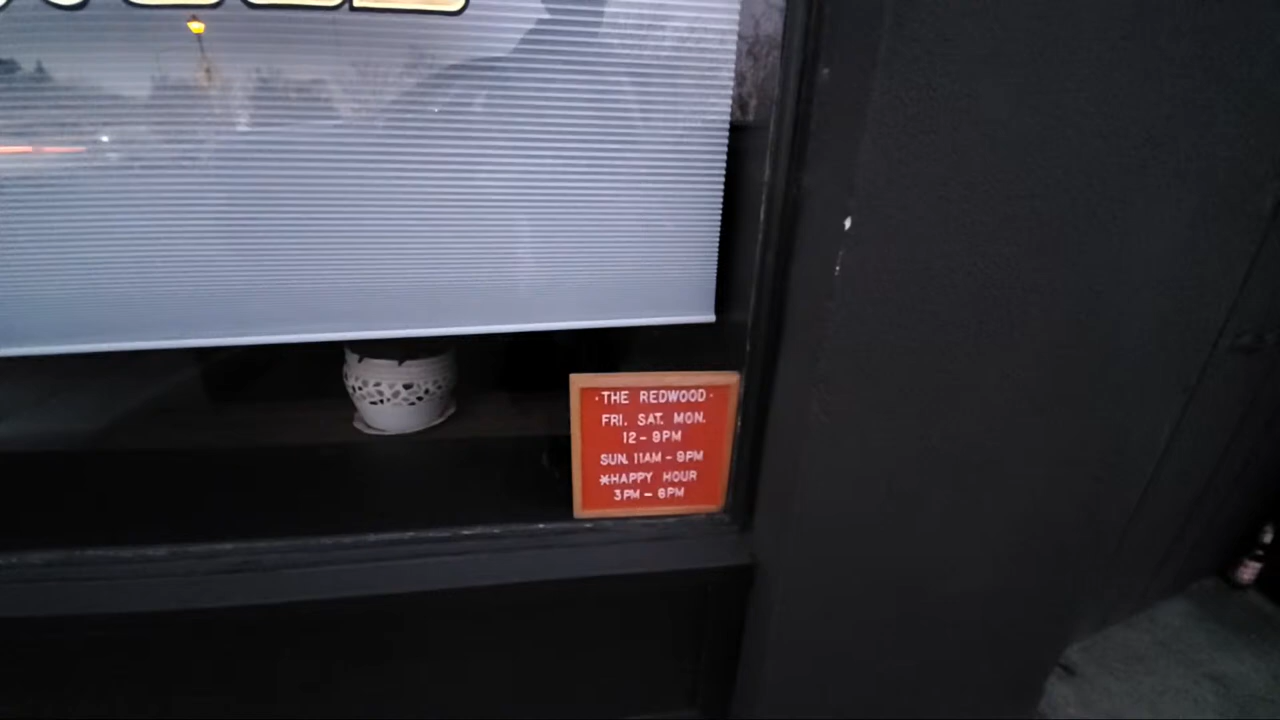 ·THE REDWOOD·
FRI. SAT. MON.
12-9PM
SUN. 11AM-9PM
*HAPPY HOUR
3PM-6PM